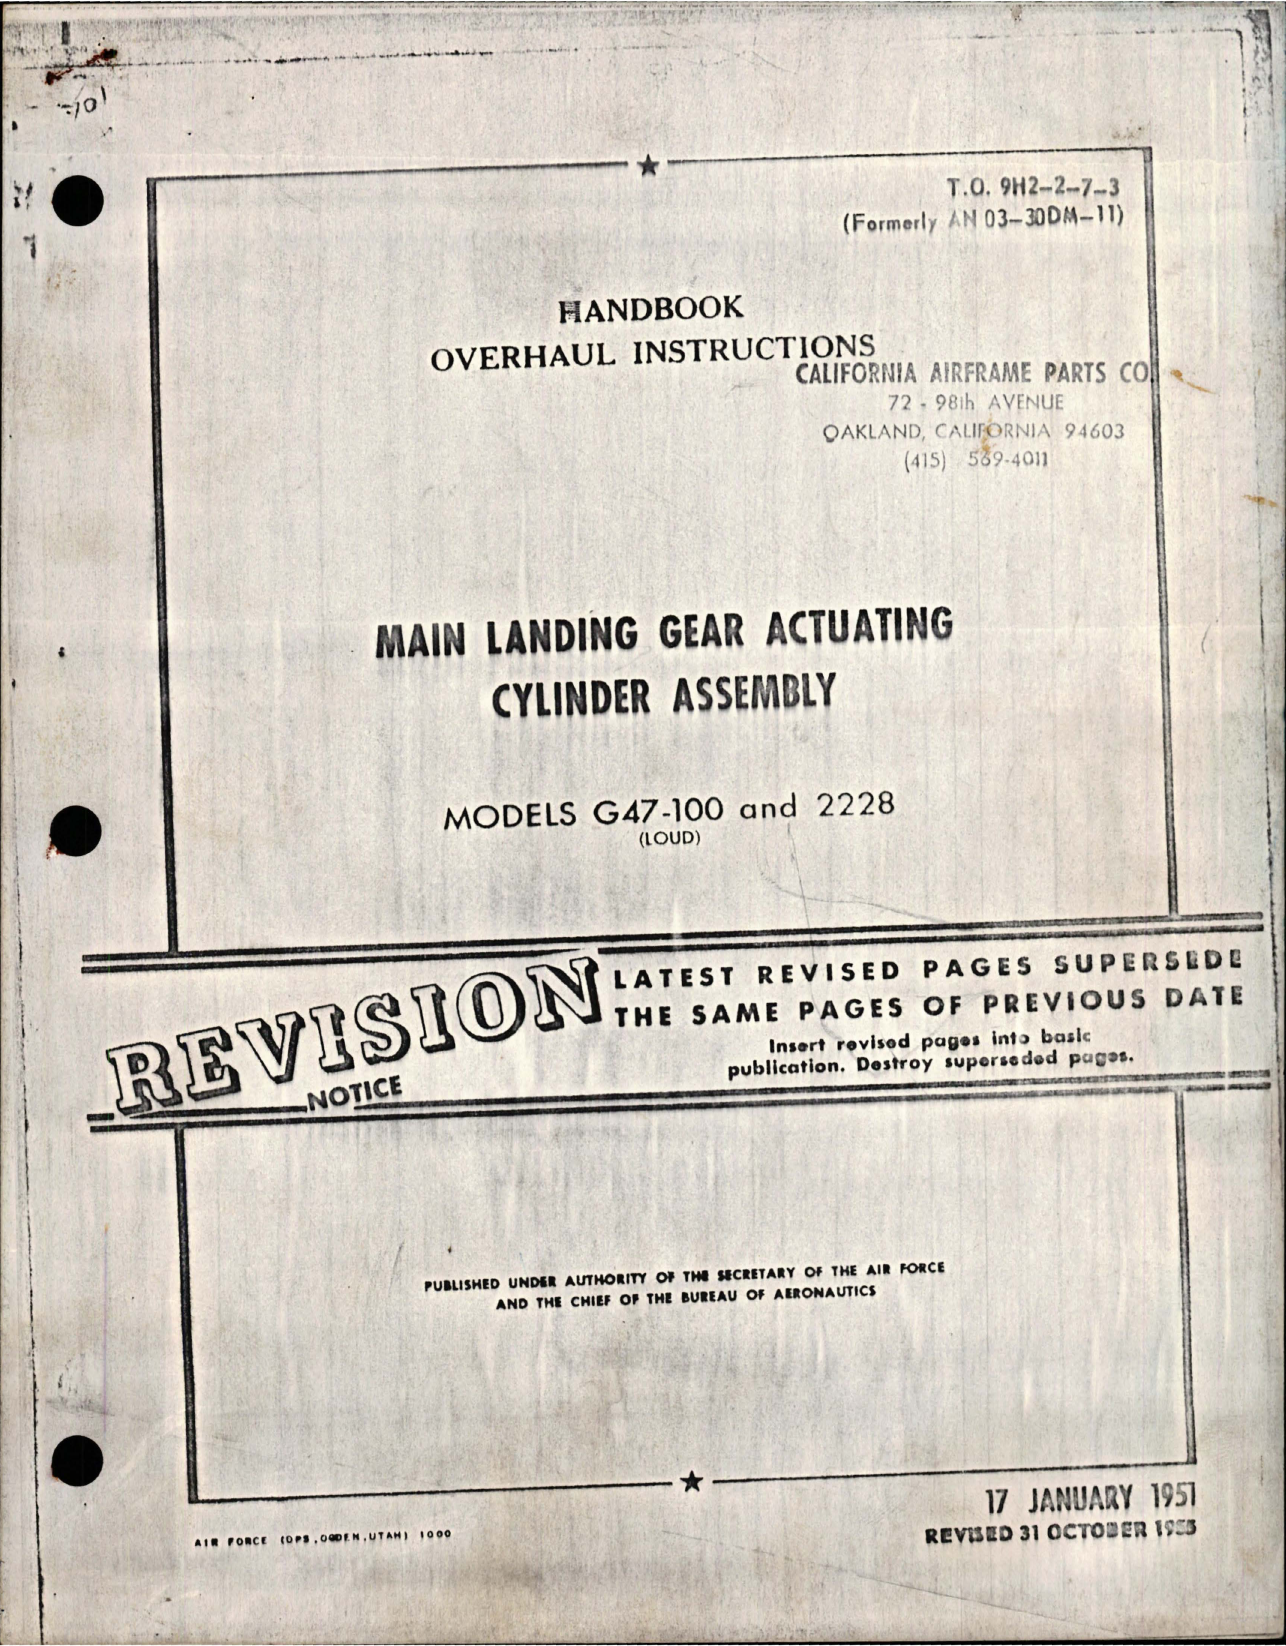 T.O. 9H2-2-7-3
(Formerly AN 03-30DM-11)
HANDBOOK
OVERHAUL INSTRUCTIONS
CALIFORNIA AIRFRAME PARTS CO.
72 - 98th AVENUE
OAKLAND, CALIFORNIA 94603
(415) 569-4011
MAIN LANDING GEAR ACTUATING
CYLINDER ASSEMBLY
MODELS G47-100 and 2228
(LOUD)
REVISION
NOTICE
LATEST REVISED PAGES SUPERSEDE
THE SAME PAGES OF PREVIOUS DATE
Insert revised pages into basic
publication. Destroy superseded pages.
PUBLISHED UNDER AUTHORITY OF THE SECRETARY OF THE AIR FORCE
AND THE CHIEF OF THE BUREAU OF AERONAUTICS
17 JANUARY 1951
REVISED 31 OCTOBER 1955
AIR FORCE (OPS, OGDEN, UTAH) 1000